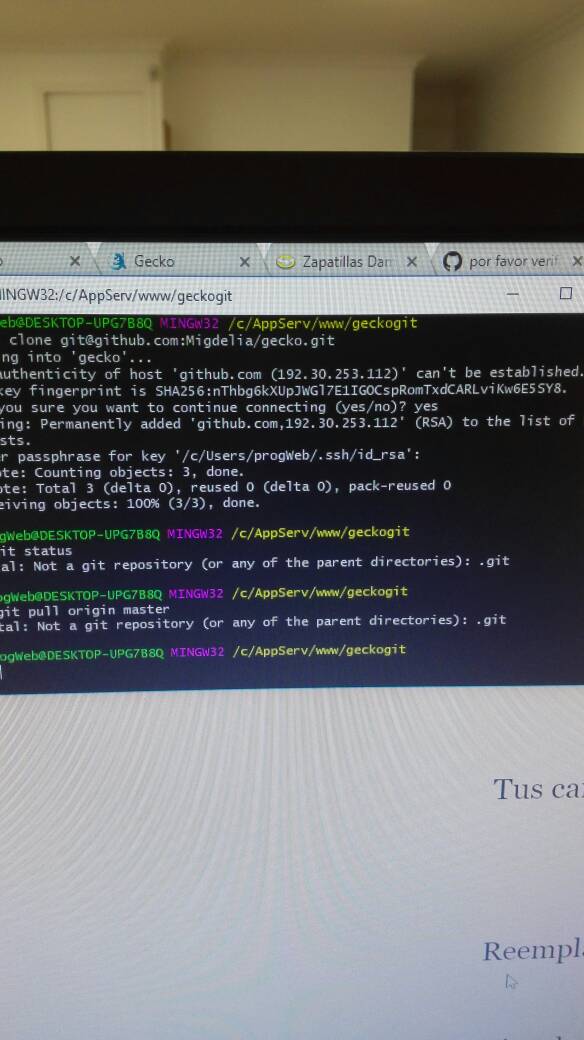 Gecko
Zapatillas Dam
por favor verif
MINGW32:/c/AppServ/www/geckogit
eb@DESKTOP-UPG7B8Q MINGW32 /c/AppServ/www/geckogit
clone git@github.com:Migdelia/gecko.git
ng into 'gecko'...
authenticity of host 'github.com (192.30.253.112)' can't be established.
key fingerprint is SHA256:nThbg6kXUpJWGl7E1IGOCspRomTxdCARLviKw6E5SY8.
you sure you want to continue connecting (yes/no)? yes
ing: Permanently added 'github.com,192.30.253.112' (RSA) to the list of
sts.
r passphrase for key '/c/Users/progWeb/.ssh/id_rsa':
ote: Counting objects: 3, done.
ote: Total 3 (delta 0), reused 0 (delta 0), pack-reused 0
eiving objects: 100% (3/3), done.
ogWeb@DESKTOP-UPG7B8Q MINGW32 /c/AppServ/www/geckogit
it status
tal: Not a git repository (or any of the parent directories): .git
ogWeb@DESKTOP-UPG7B8Q MINGW32 /c/AppServ/www/geckogit
git pull origin master
tal: Not a git repository (or any of the parent directories): .git
ogWeb@DESKTOP-UPG7B8Q MINGW32 /c/AppServ/www/geckogit
Tus ca
Reempla